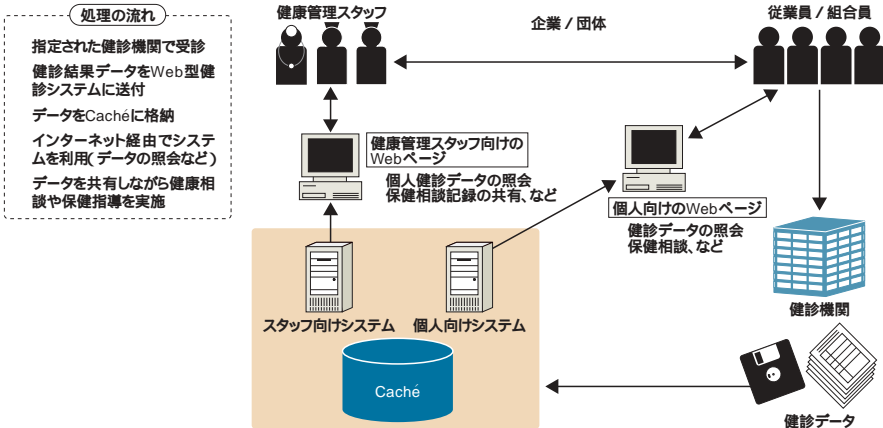 処理の流れ
指定された健診機関で受診
健診結果データをWeb型健
診システムに送付
データをCachéに格納
インターネット経由でシステ
ムを利用(データの照会など)
データを共有しながら健康相
談や保健指導を実施
健康管理スタッフ
企業 / 団体
従業員 / 組合員
健康管理スタッフ向けの
Webページ
個人健診データの照会
保健相談記録の共有、など
個人向けのWebページ
健診データの照会
保健相談、など
健診機関
スタッフ向けシステム
個人向けシステム
Caché
健診データ